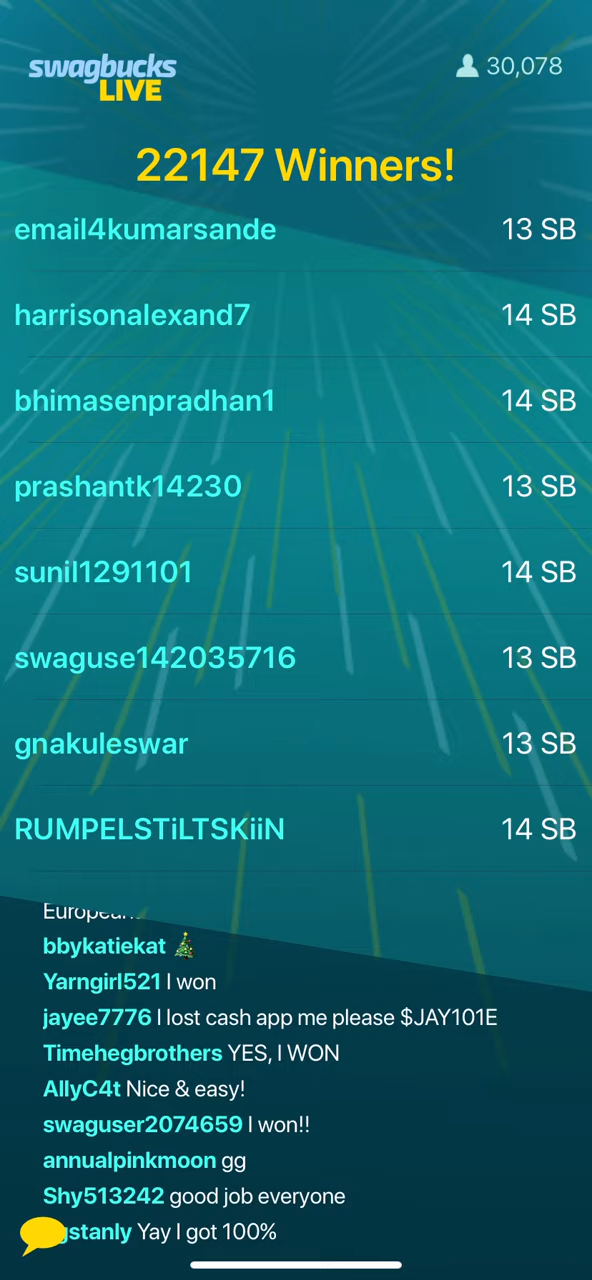 swagbucks
LIVE
30,078
22147 Winners!
email4kumarsande 13 SB
harrisonalexand7 14 SB
bhimasenpradhan1 14 SB
prashantk14230 13 SB
sunil1291101 14 SB
swaguse142035716 13 SB
gnakuleswar 13 SB
RUMPELSTiLTSKiiN 14 SB
bbykatiekat 🎄
Yarngirl521 I won
jayee7776 I lost cash app me please $JAY101E
Timehegbrothers YES, I WON
AllyC4t Nice & easy!
swaguser2074659 I won!!
annualpinkmoon gg
Shy513242 good job everyone
Yay I got 100%